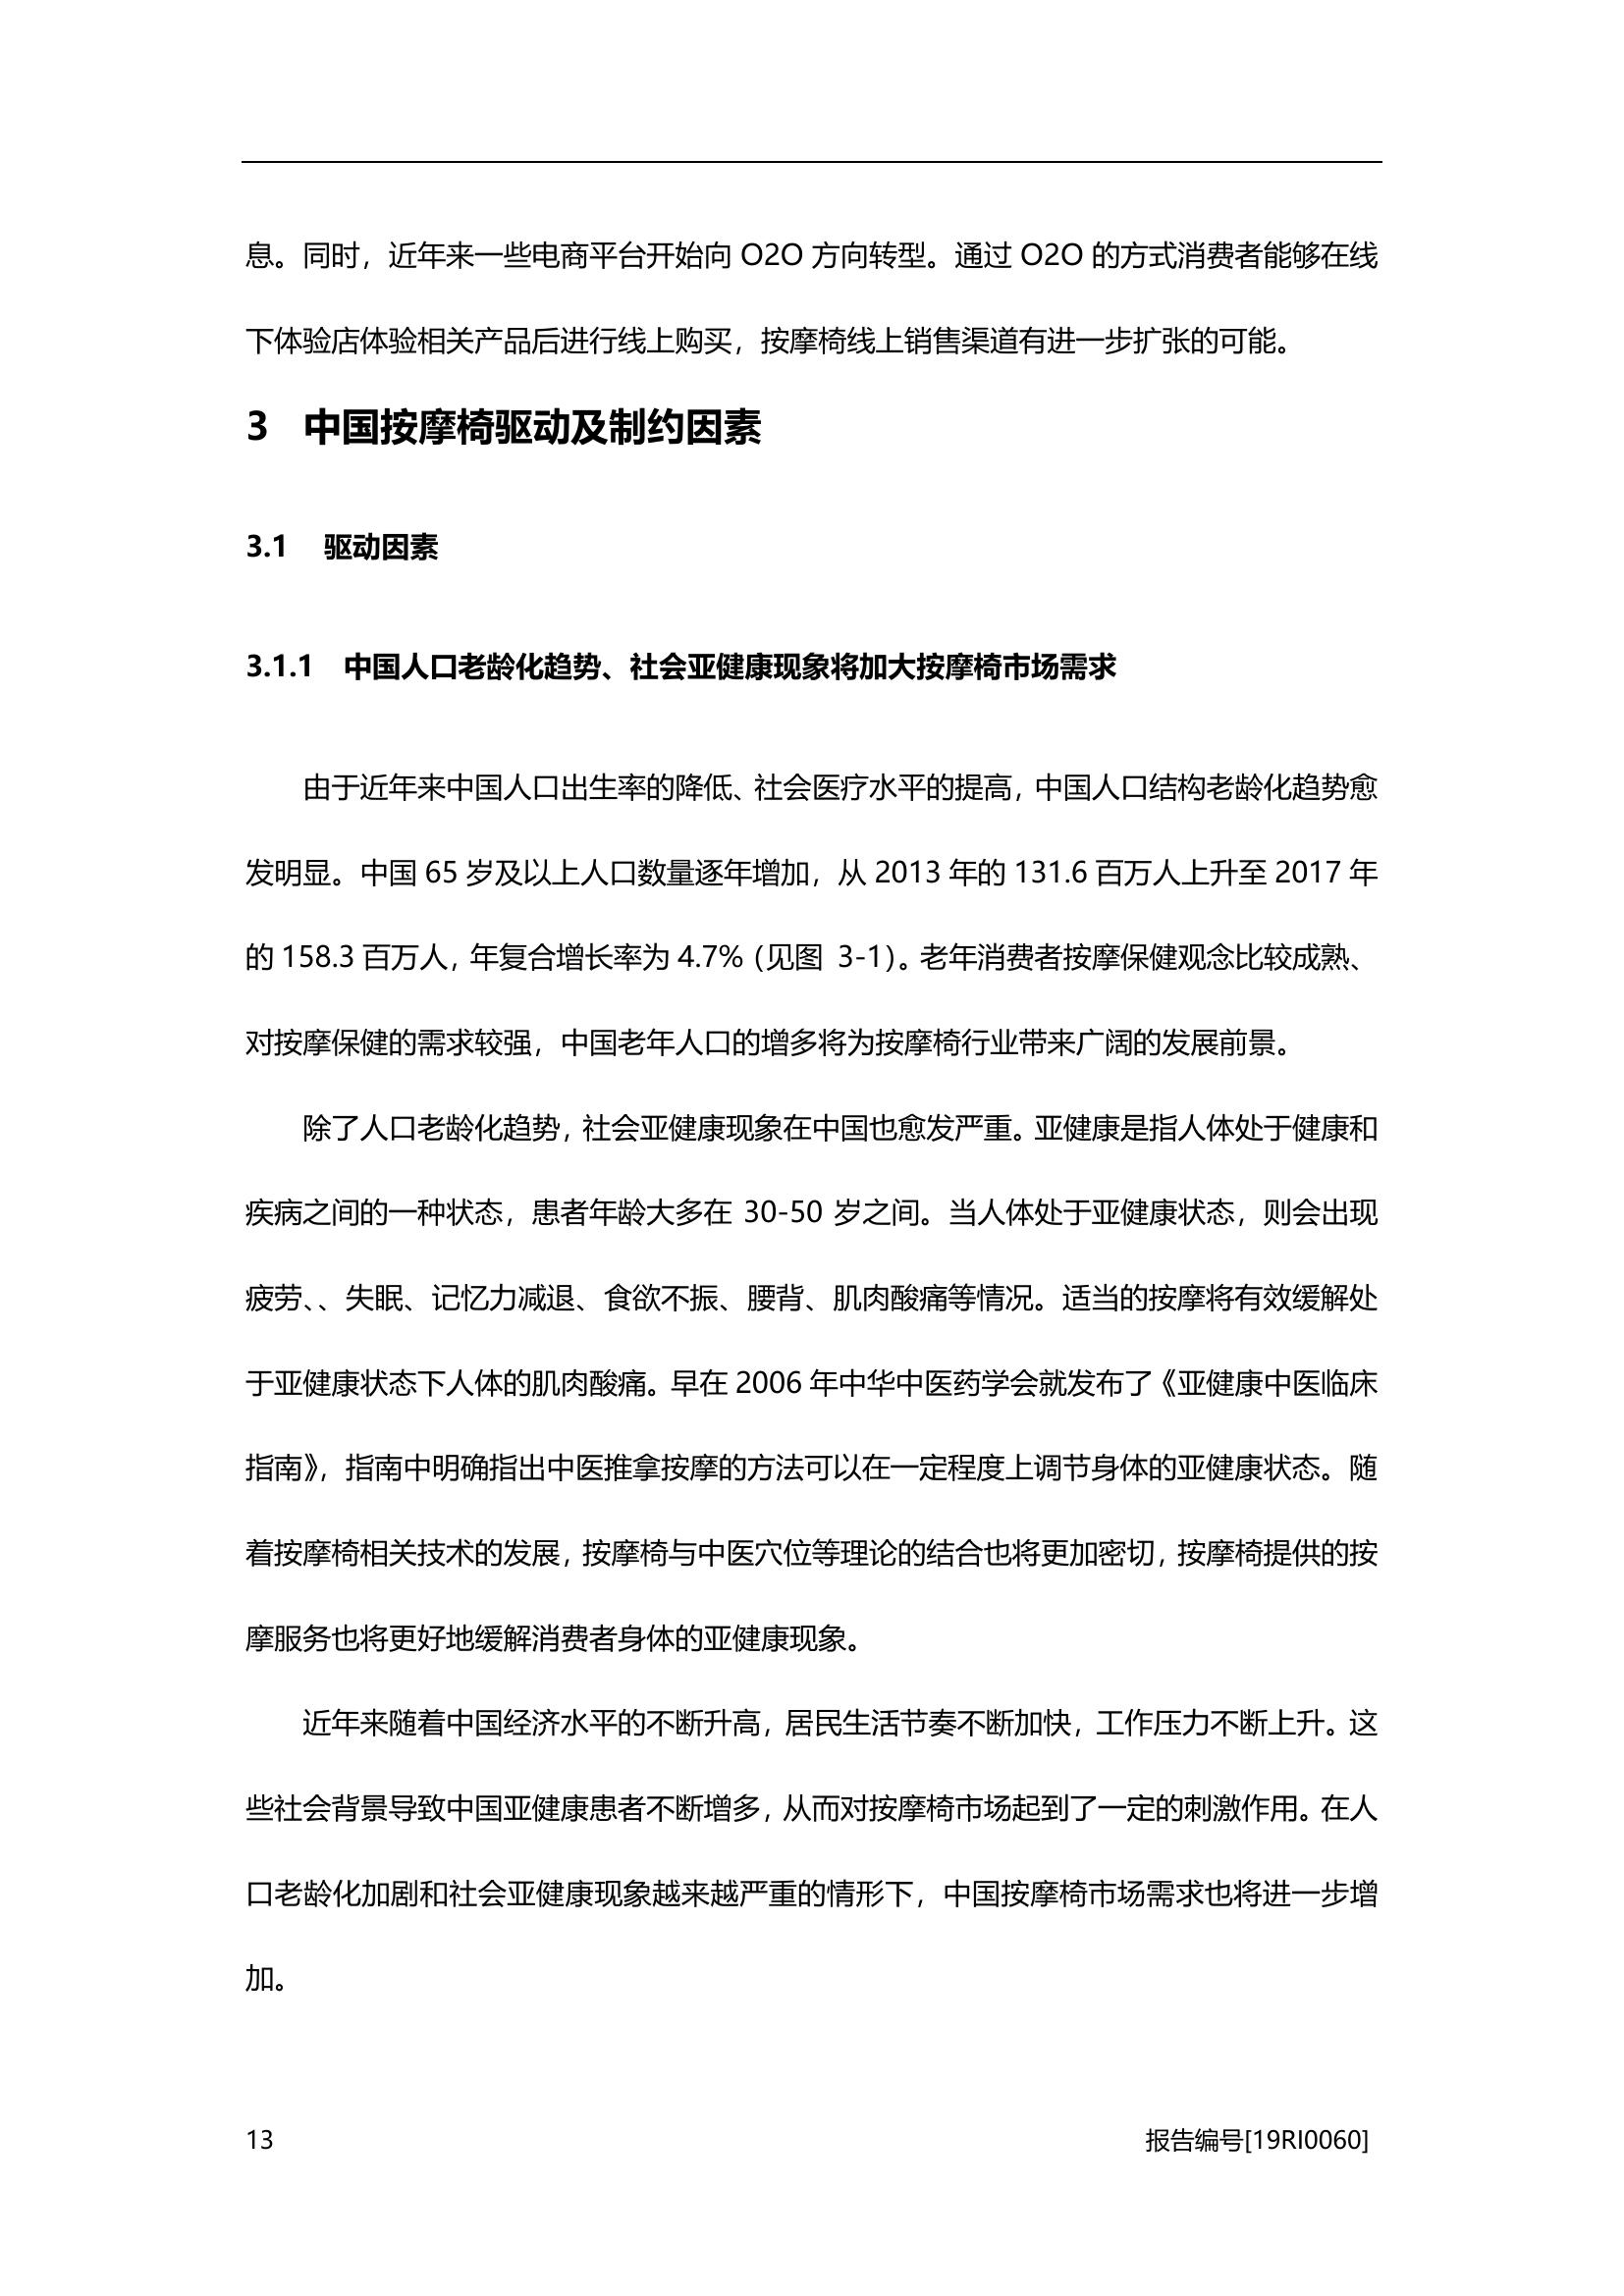 息。同时，近年来一些电商平台开始向 O2O 方向转型。通过 O2O 的方式消费者能够在线
下体验店体验相关产品后进行线上购买，按摩椅线上销售渠道有进一步扩张的可能。
3 中国按摩椅驱动及制约因素
3.1 驱动因素
3.1.1 中国人口老龄化趋势、社会亚健康现象将加大按摩椅市场需求
由于近年来中国人口出生率的降低、社会医疗水平的提高，中国人口结构老龄化趋势愈
发明显。中国 65 岁及以上人口数量逐年增加，从 2013 年的 131.6 百万人上升至 2017 年
的 158.3 百万人，年复合增长率为 4.7%（见图 3-1）。老年消费者按摩保健观念比较成熟、
对按摩保健的需求较强，中国老年人口的增多将为按摩椅行业带来广阔的发展前景。
除了人口老龄化趋势，社会亚健康现象在中国也愈发严重。亚健康是指人体处于健康和
疾病之间的一种状态，患者年龄大多在 30-50 岁之间。当人体处于亚健康状态，则会出现
疲劳、、失眠、记忆力减退、食欲不振、腰背、肌肉酸痛等情况。适当的按摩将有效缓解处
于亚健康状态下人体的肌肉酸痛。早在 2006 年中华中医药学会就发布了《亚健康中医临床
指南》，指南中明确指出中医推拿按摩的方法可以在一定程度上调节身体的亚健康状态。随
着按摩椅相关技术的发展，按摩椅与中医穴位等理论的结合也将更加密切，按摩椅提供的按
摩服务也将更好地缓解消费者身体的亚健康现象。
近年来随着中国经济水平的不断升高，居民生活节奏不断加快，工作压力不断上升。这
些社会背景导致中国亚健康患者不断增多，从而对按摩椅市场起到了一定的刺激作用。在人
口老龄化加剧和社会亚健康现象越来越严重的情形下，中国按摩椅市场需求也将进一步增
加。
13 报告编号[19RI0060]